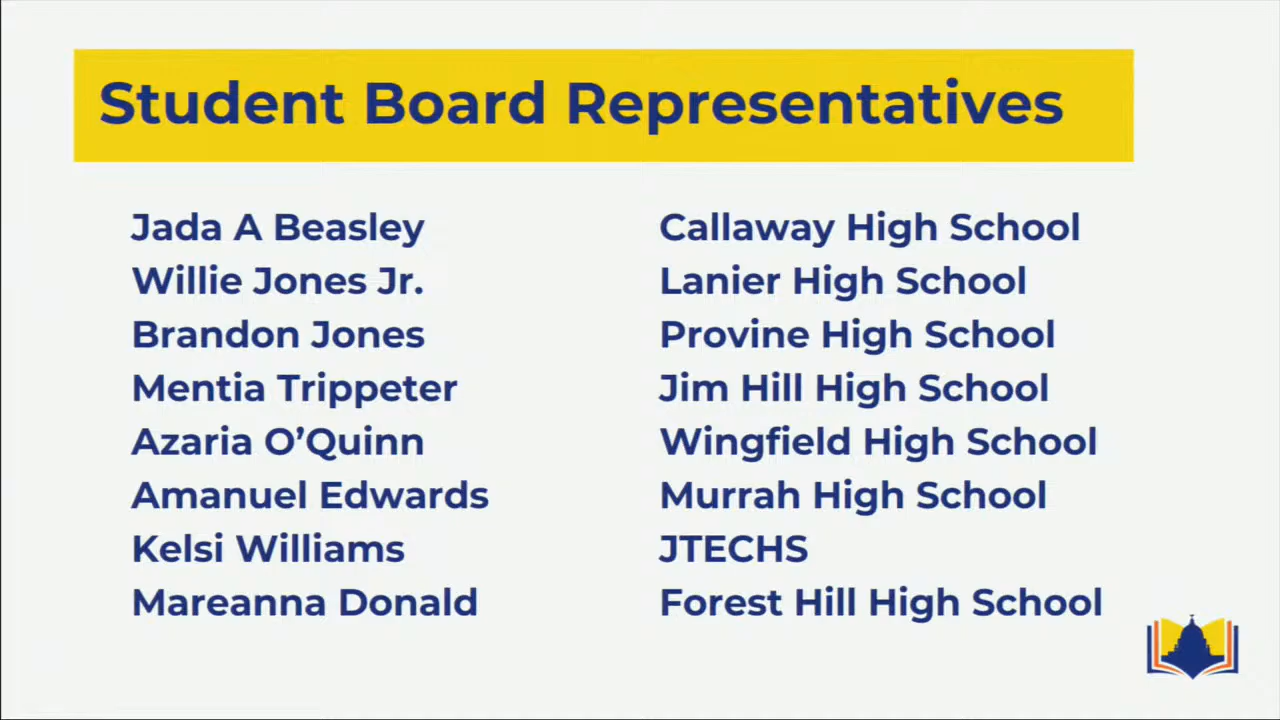 Student Board Representatives
Jada A Beasley Callaway High School
Willie Jones Jr. Lanier High School
Brandon Jones Provine High School
Mentia Trippeter Jim Hill High School
Azaria O’Quinn Wingfield High School
Amanuel Edwards Murrah High School
Kelsi Williams JTECHS
Mareanna Donald Forest Hill High School